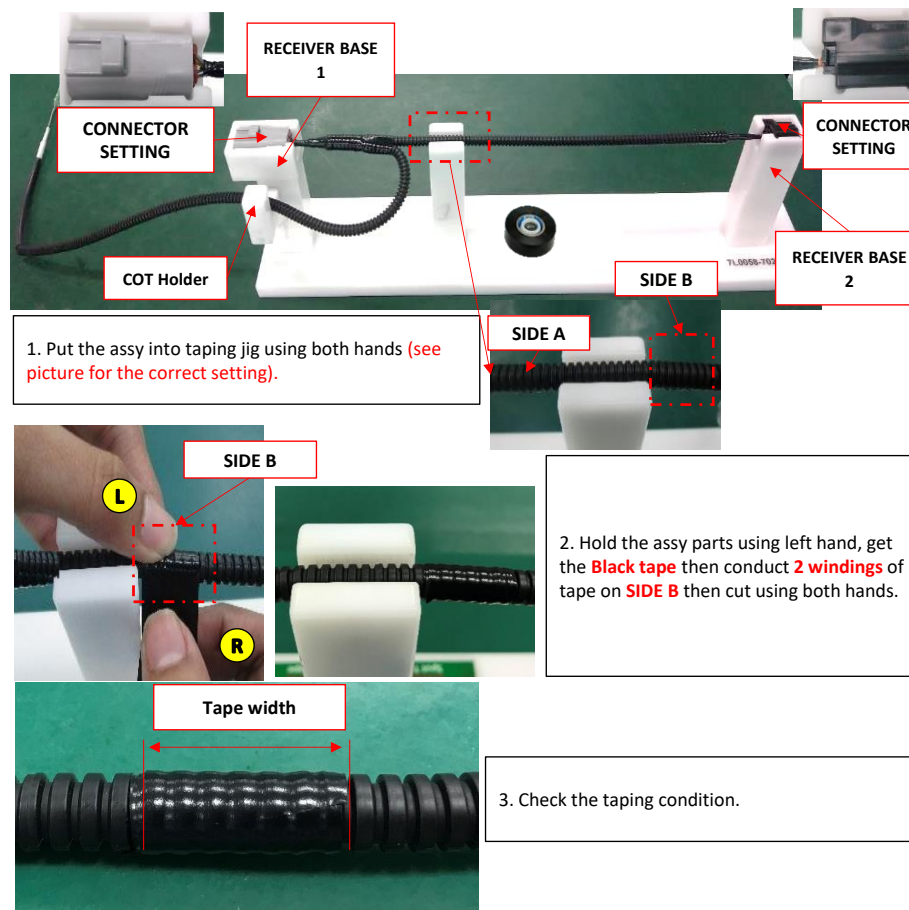 RECEIVER BASE
1
CONNECTOR
SETTING
CONNECTOR
SETTING
COT Holder
7L0058-702
RECEIVER BASE
2
SIDE B
SIDE A
1. Put the assy into taping jig using both hands (see
picture for the correct setting).
SIDE B
L
R
2. Hold the assy parts using left hand, get
the Black tape then conduct 2 windings of
tape on SIDE B then cut using both hands.
Tape width
3. Check the taping condition.